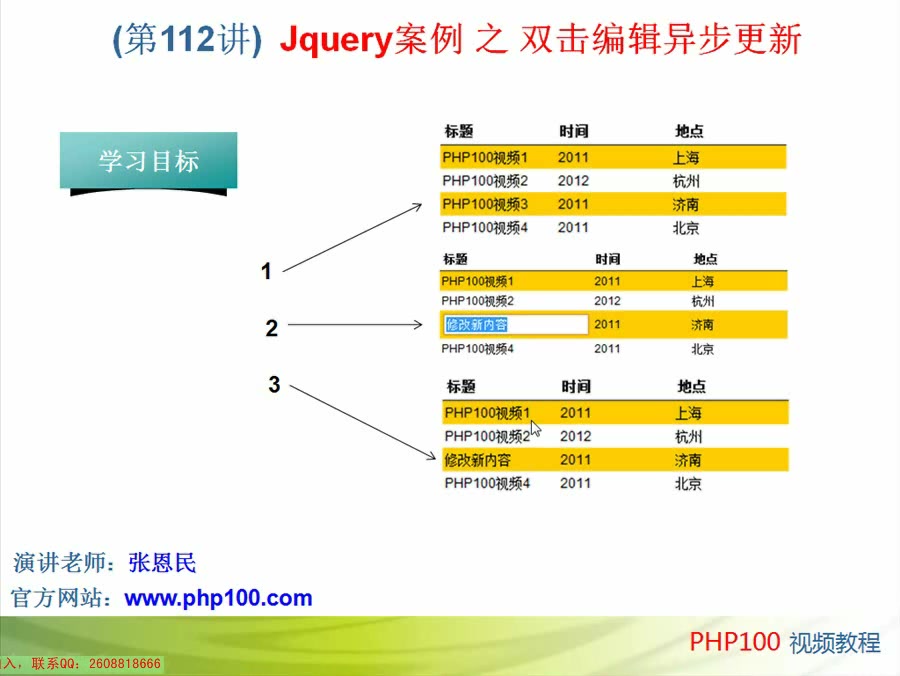 (第112讲) Jquery案例 之 双击编辑异步更新
学习目标
标题 时间 地点
PHP100视频1 2011 上海
PHP100视频2 2012 杭州
PHP100视频3 2011 济南
PHP100视频4 2011 北京
1
标题 时间 地点
PHP100视频1 2011 上海
PHP100视频2 2012 杭州
2
修改新内容 2011 济南
PHP100视频4 2011 北京
3
标题 时间 地点
PHP100视频1 2011 上海
PHP100视频2 2012 杭州
修改新内容 2011 济南
PHP100视频4 2011 北京
演讲老师：张恩民
官方网站：www.php100.com
PHP100 视频教程
入，联系QQ：2608818666